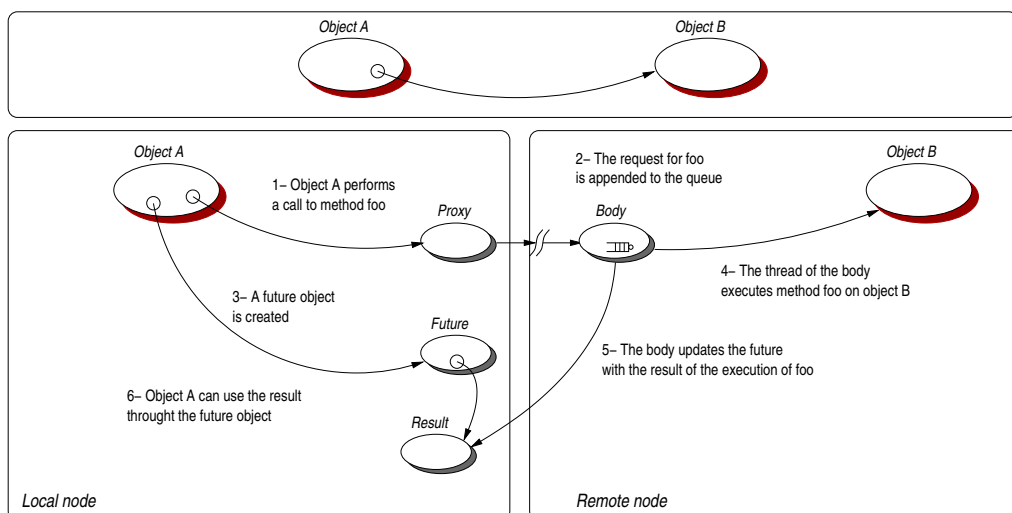 Object A
Object B
Object A
1– Object A performs
a call to method foo
Proxy
3– A future object
is created
Future
6– Object A can use the result
throught the future object
Result
Local node
2– The request for foo
is appended to the queue
Object B
Body
4– The thread of the body
executes method foo on object B
5– The body updates the future
with the result of the execution of foo
Remote node